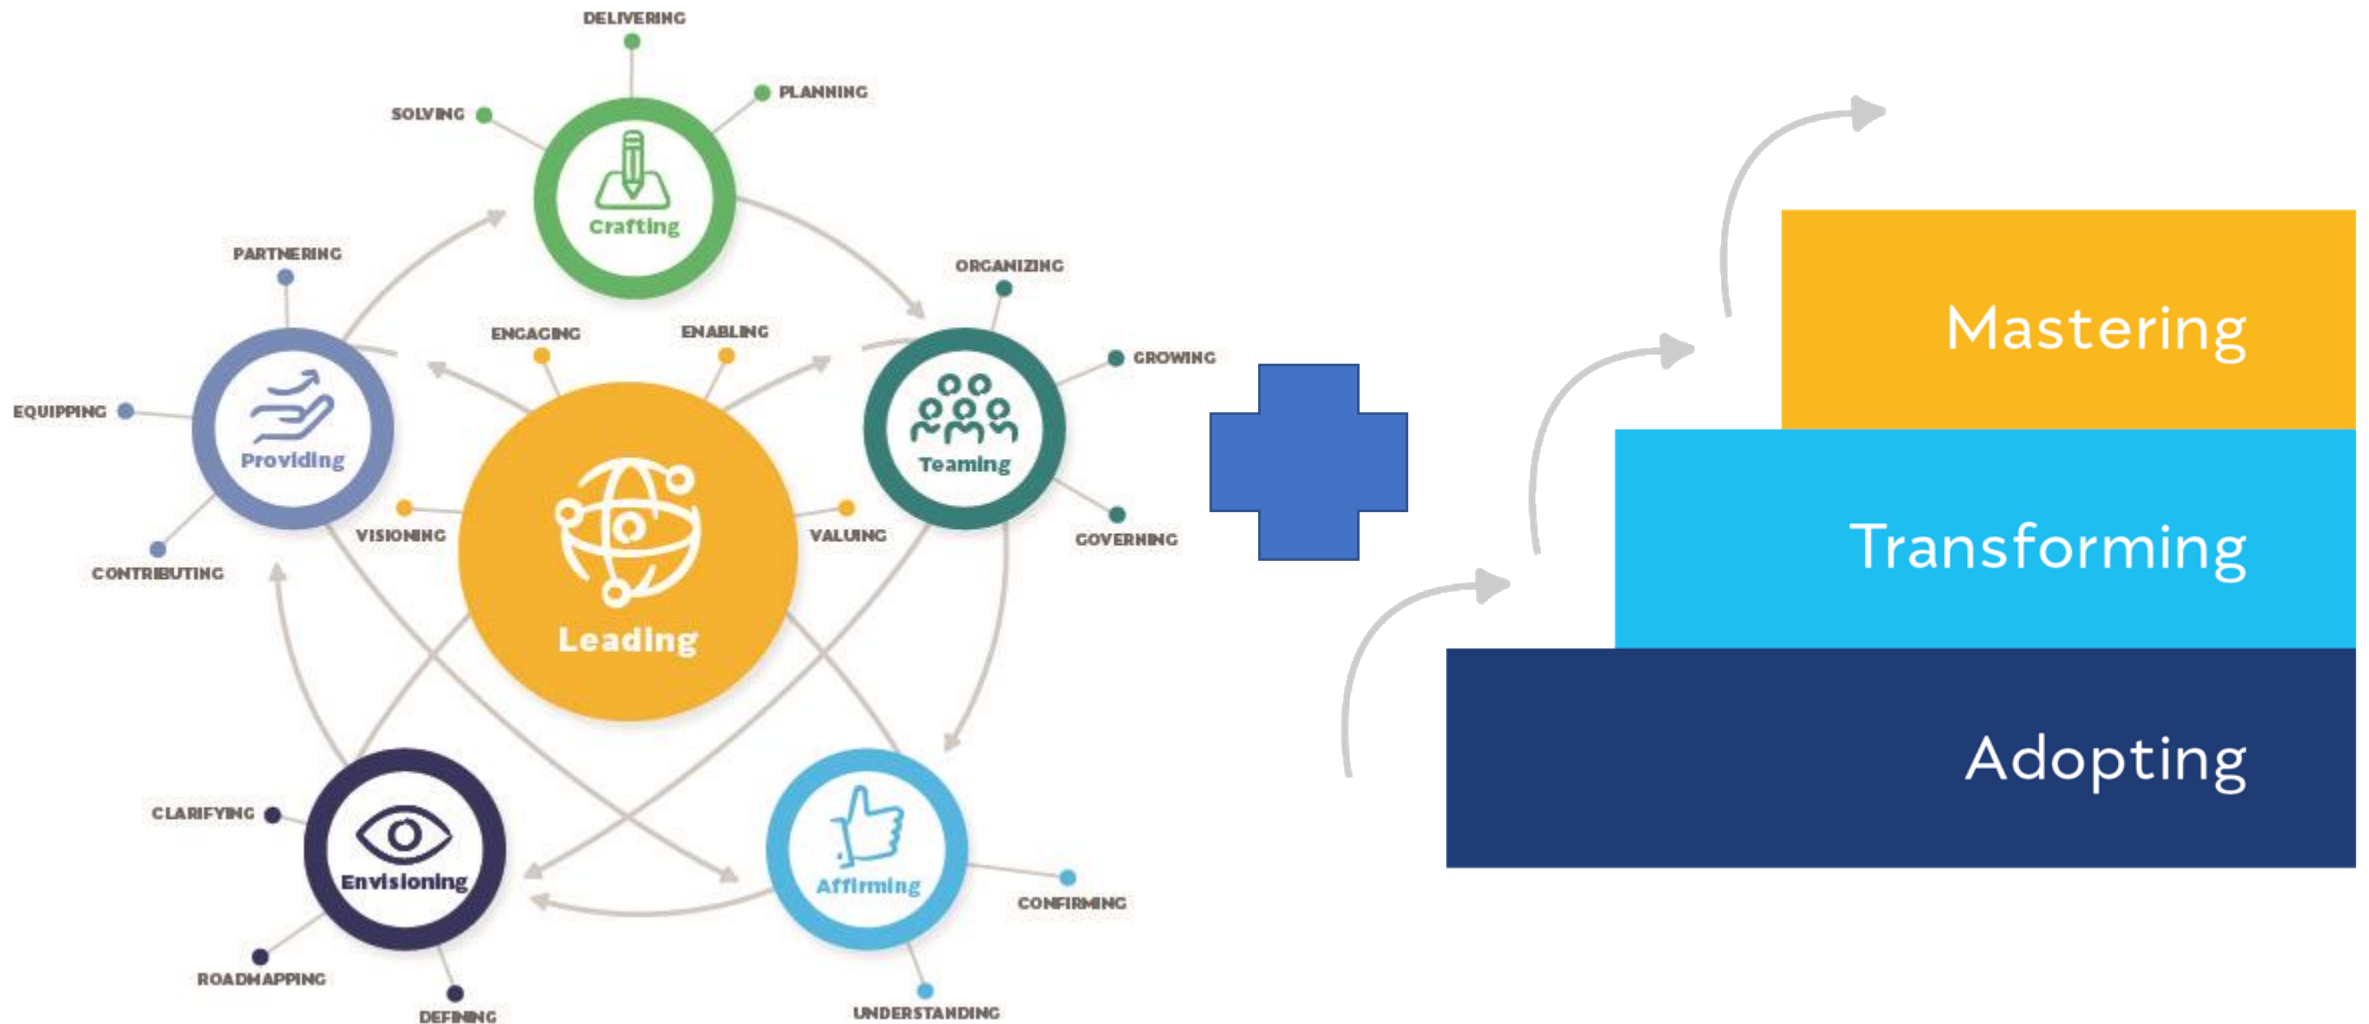 DELIVERING
PLANNING
SOLVING
Crafting
PARTNERING
ORGANIZING
ENGAGING
ENABLING
GROWING
EQUIPPING
Providing
Teaming
VISIONING
VALUING
GOVERNING
CONTRIBUTING
Leading
CLARIFYING
Envisioning
Affirming
CONFIRMING
ROADMAPPING
DEFINING
UNDERSTANDING
Mastering
Transforming
Adopting